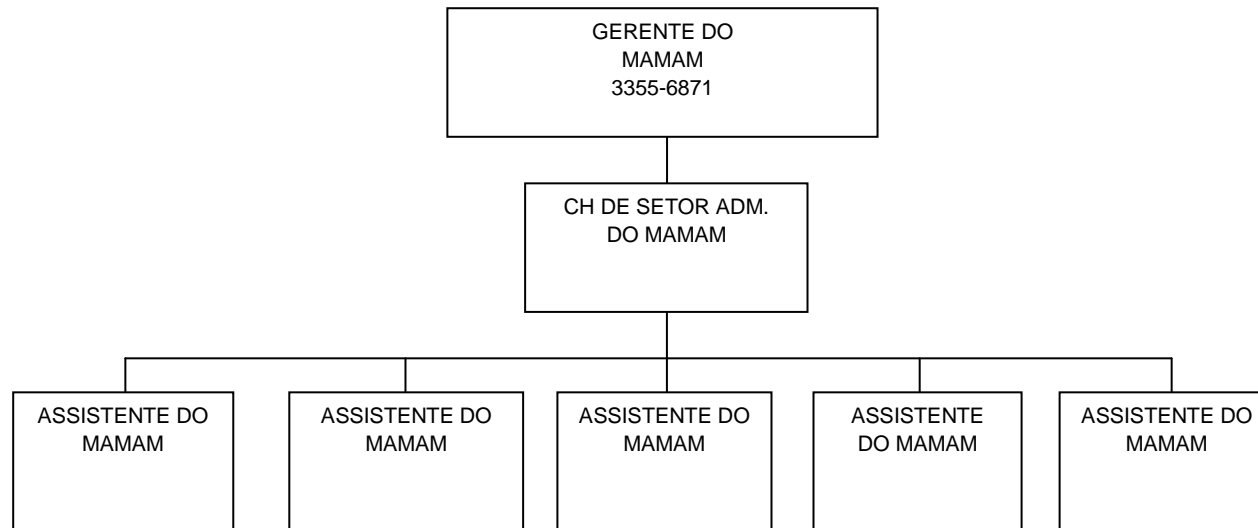 GERENTE DO
MAMAM
3355-6871
CH DE SETOR ADM.
DO MAMAM
ASSISTENTE DO
MAMAM
ASSISTENTE DO
MAMAM
ASSISTENTE DO
MAMAM
ASSISTENTE
DO MAMAM
ASSISTENTE DO
MAMAM